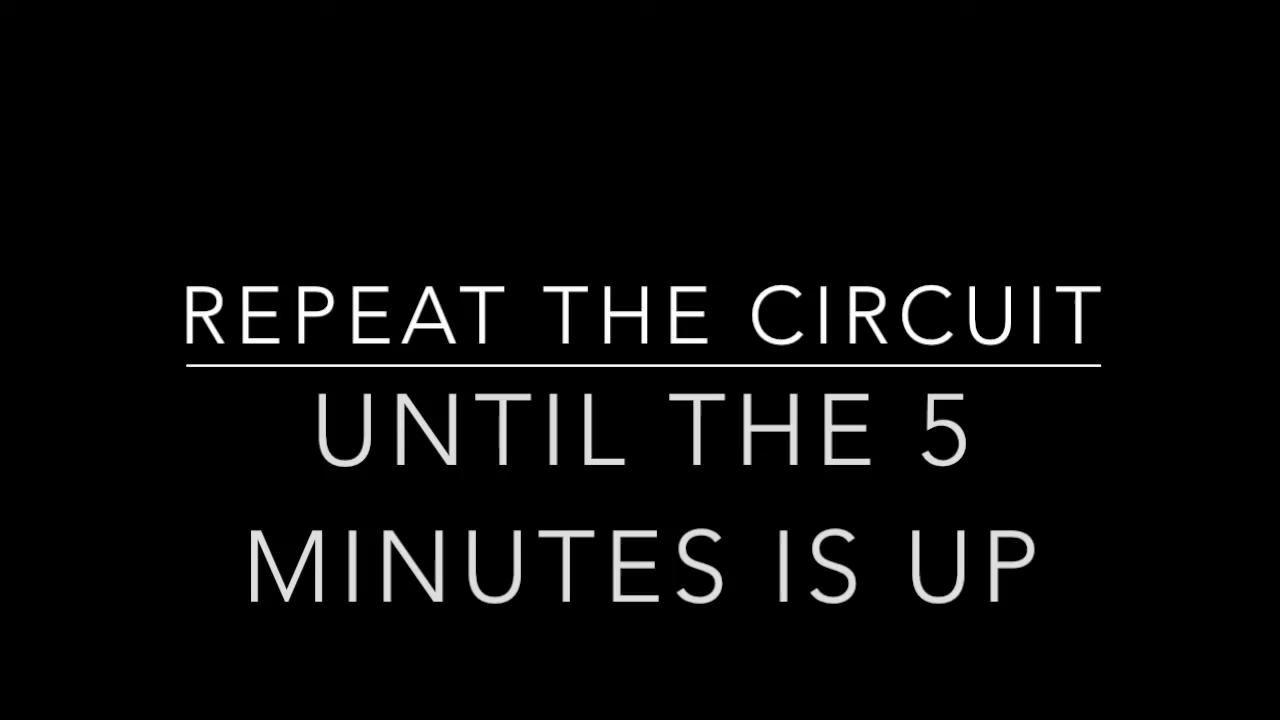 REPEAT THE CIRCUIT
UNTIL THE 5
MINUTES IS UP